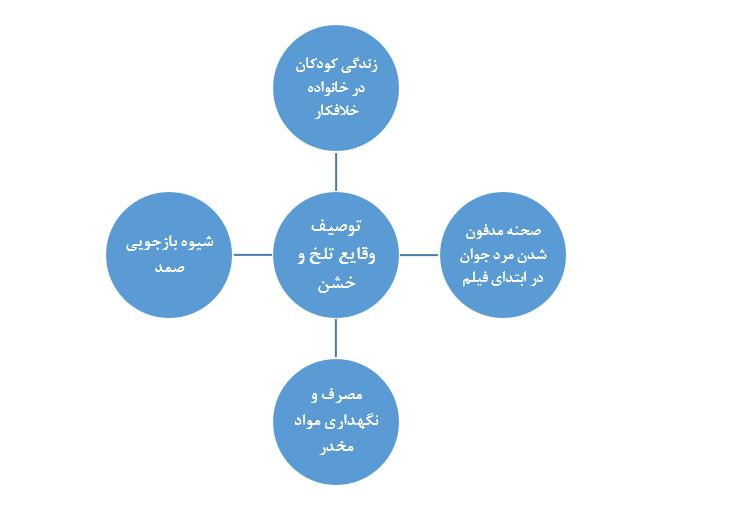 زندگی کودکان
در خانواده
خلافکار
صحنه مدفون
شدن مرد جوان
در ابتدای فیلم
توصیف
وقایع تلخ و
خشن
شیوه بازجویی
صمد
مصرف و
نگهداری مواد
مخدر